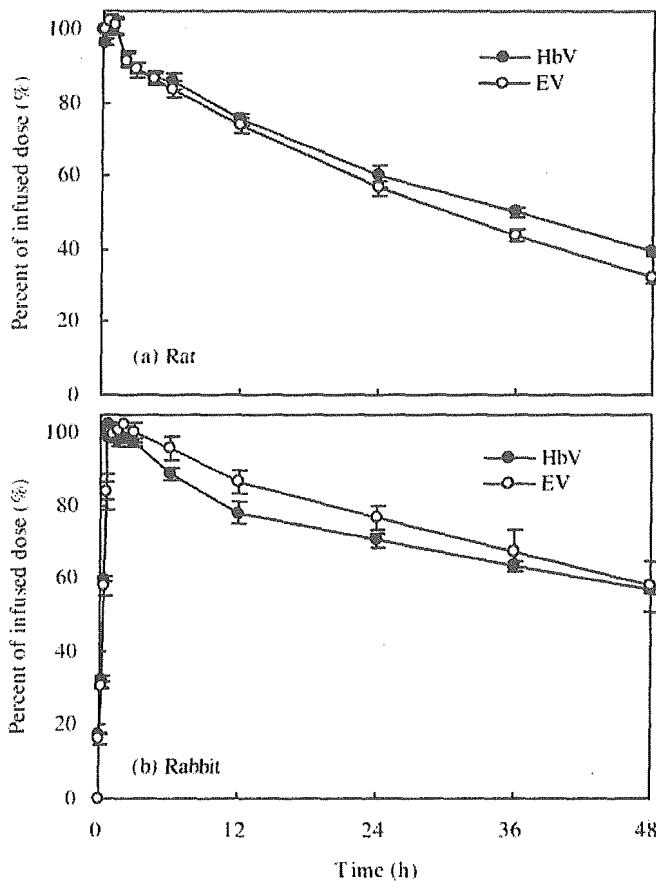 Percent of infused dose (%)
100
80
60
40
20
0
HbV
EV
(a) Rat
Percent of infused dose (%)
100
80
60
40
20
0
HbV
EV
(b) Rabbit
0 12 24 36 48
Time (h)